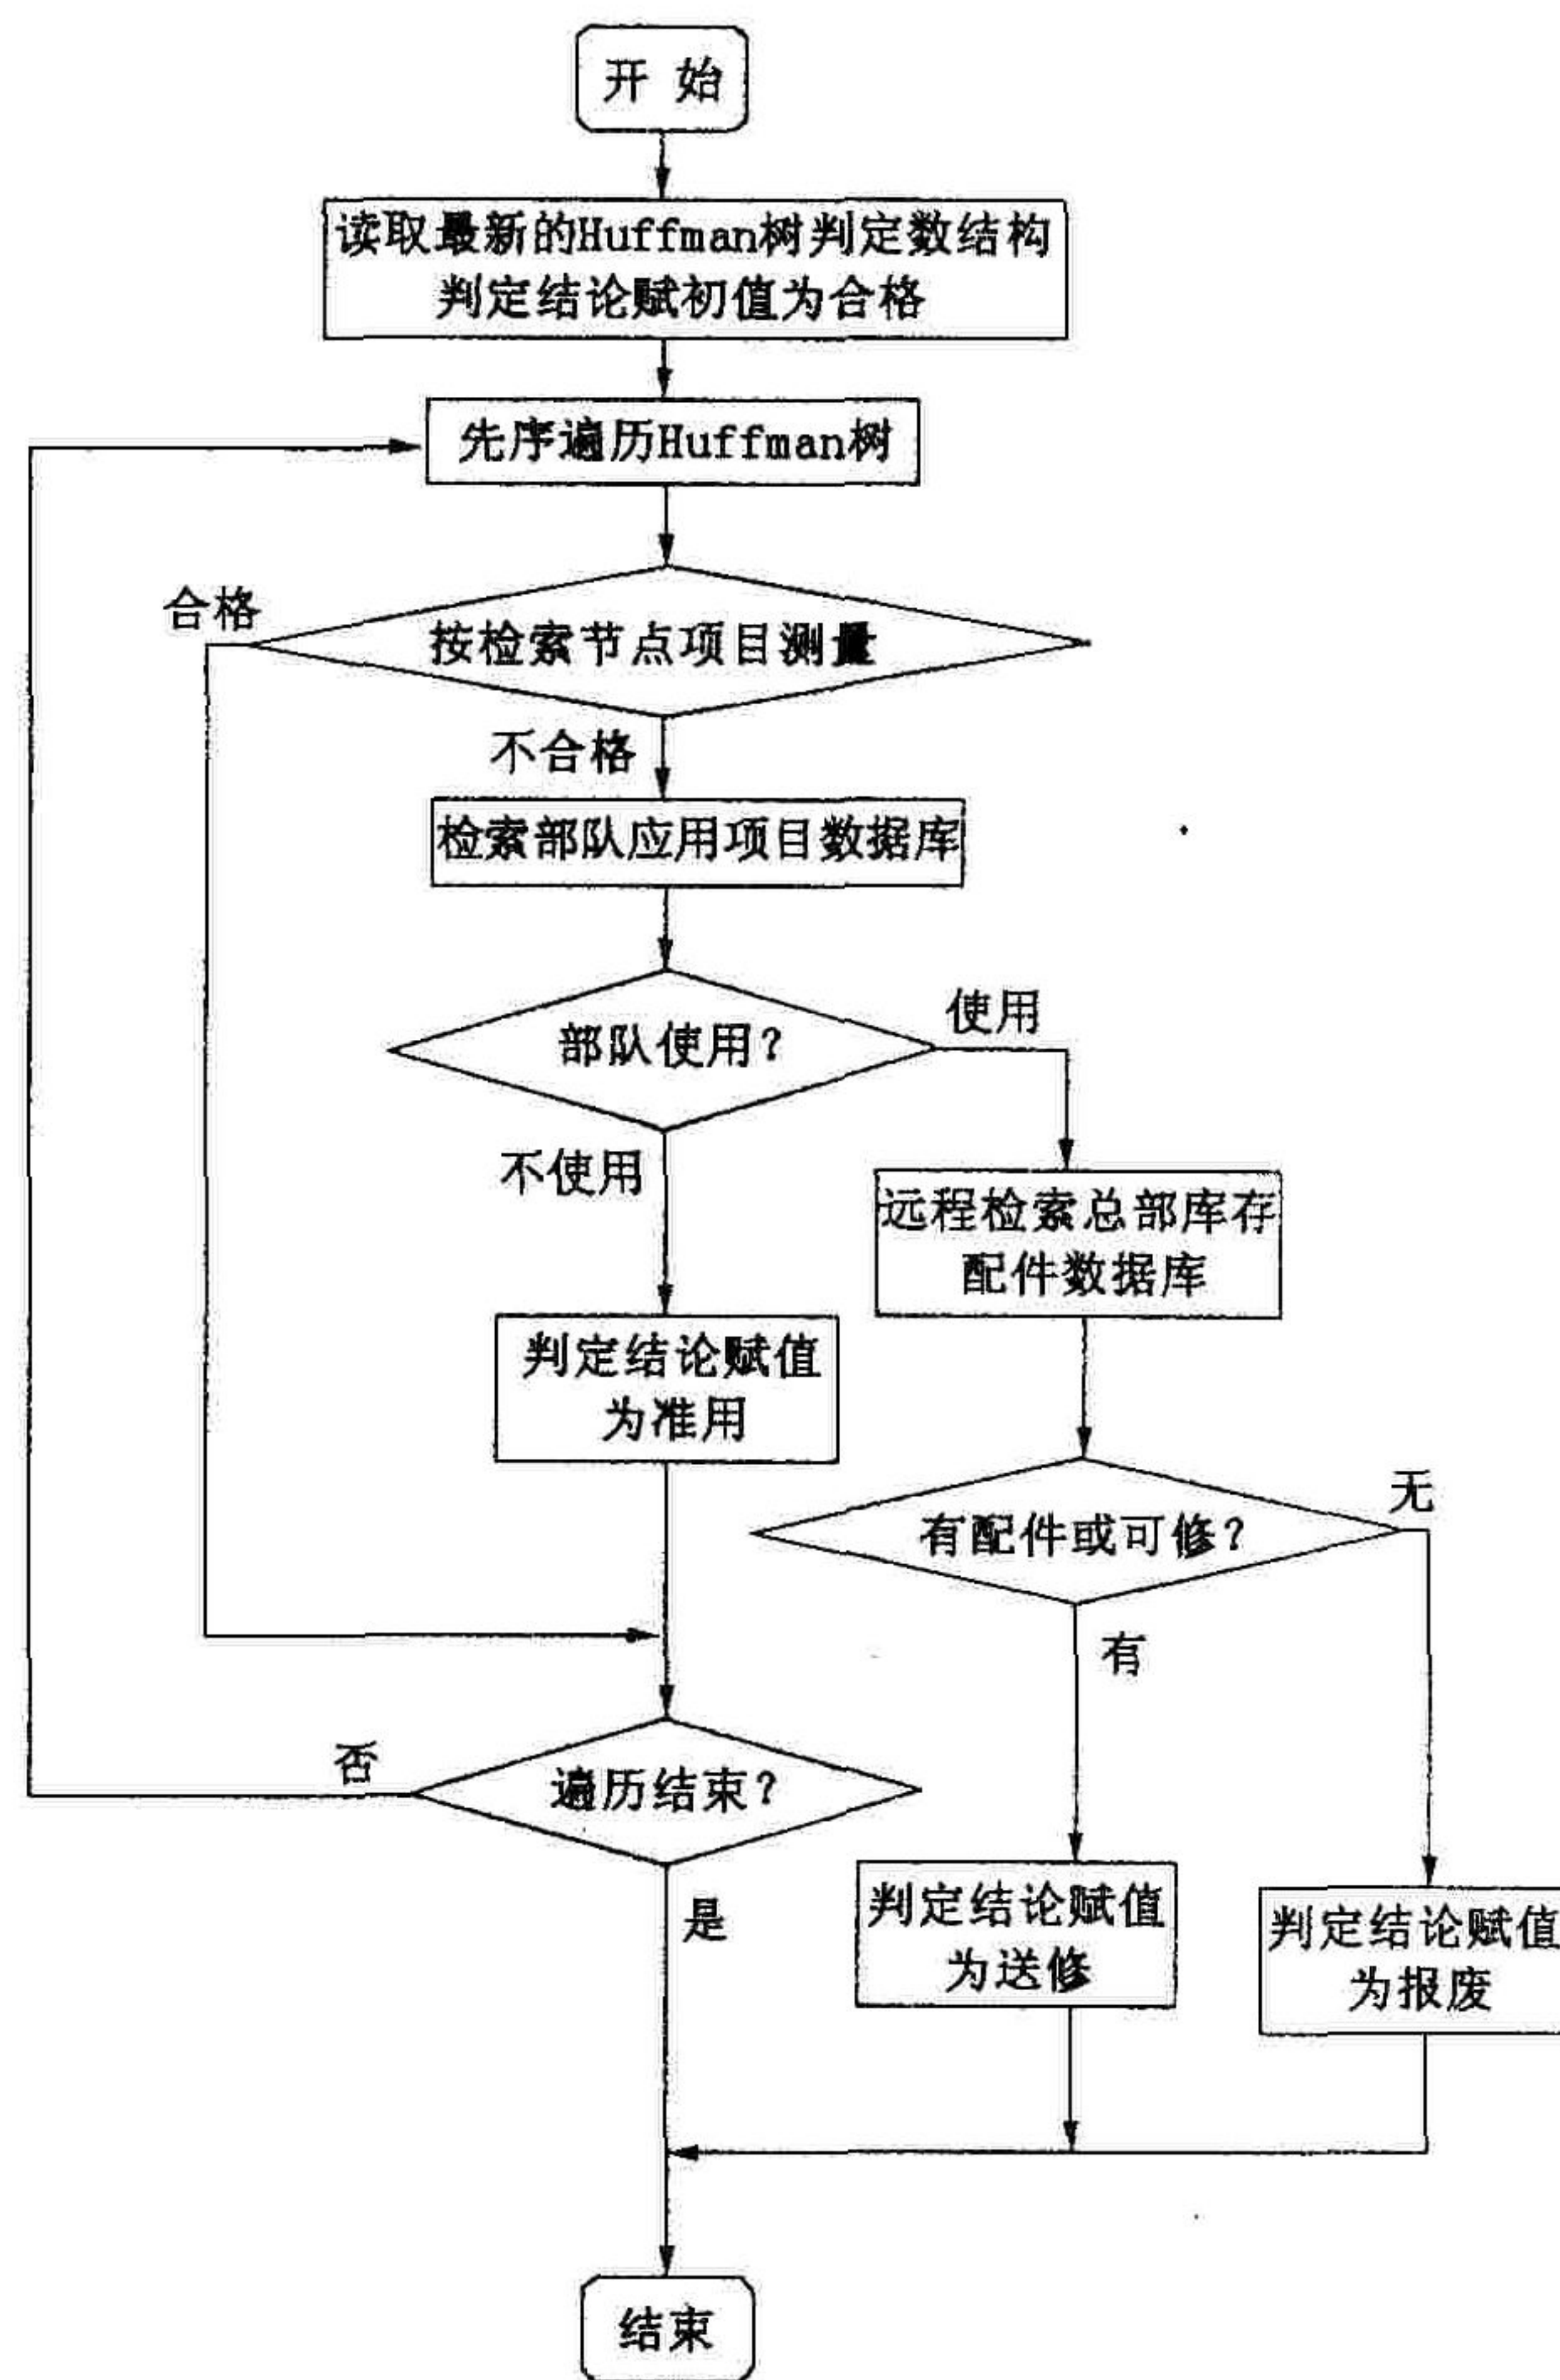 开 始
读取最新的Huffman树判定数结构
判定结论赋初值为合格
先序遍历Huffman树
合格
按检索节点项目测量
不合格
检索部队应用项目数据库
使用
部队使用?
不使用
远程检索总部库存
配件数据库
判定结论赋值
为准用
无
有配件或可修?
有
否
遍历结束?
是
判定结论赋值
为送修
判定结论赋值
为报废
结束